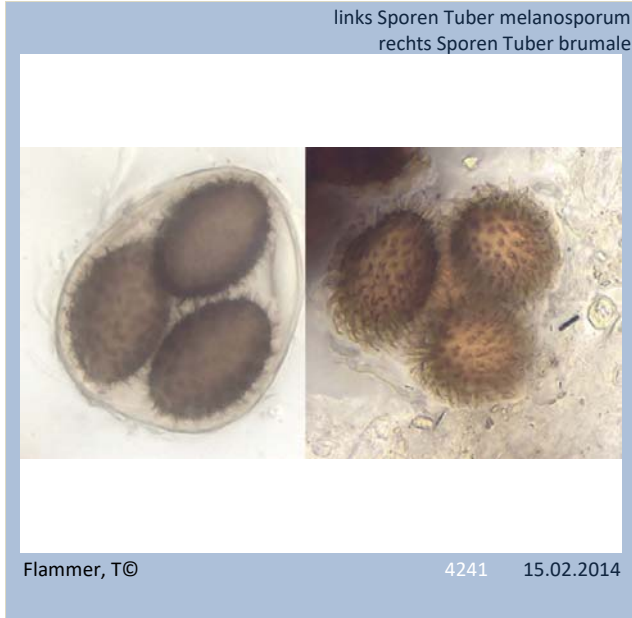 links Sporen Tuber melanosporum
rechts Sporen Tuber brumale
Flammer, T© 4241 15.02.2014